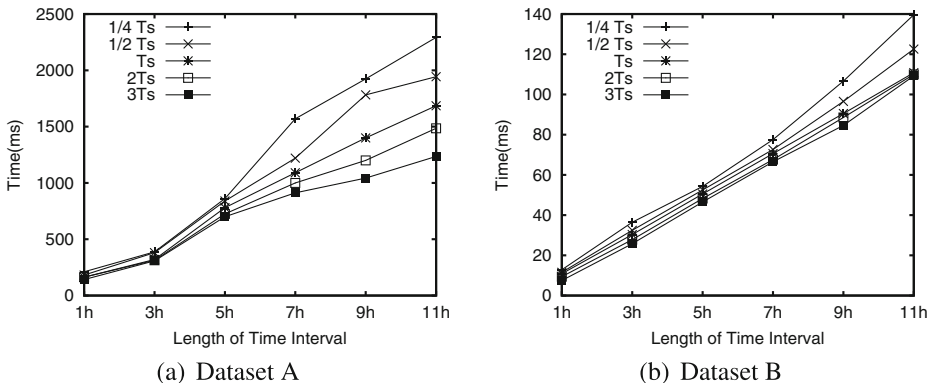 2500
2000
1500
1000
500
0
Time(ms)
1/4 Ts
1/2 Ts
Ts
2Ts
3Ts
1h 3h 5h 7h 9h 11h
Length of Time Interval
(a) Dataset A
140
120
100
80
60
40
20
0
Time(ms)
1/4 Ts
1/2 Ts
Ts
2Ts
3Ts
1h 3h 5h 7h 9h 11h
Length of Time Interval
(b) Dataset B